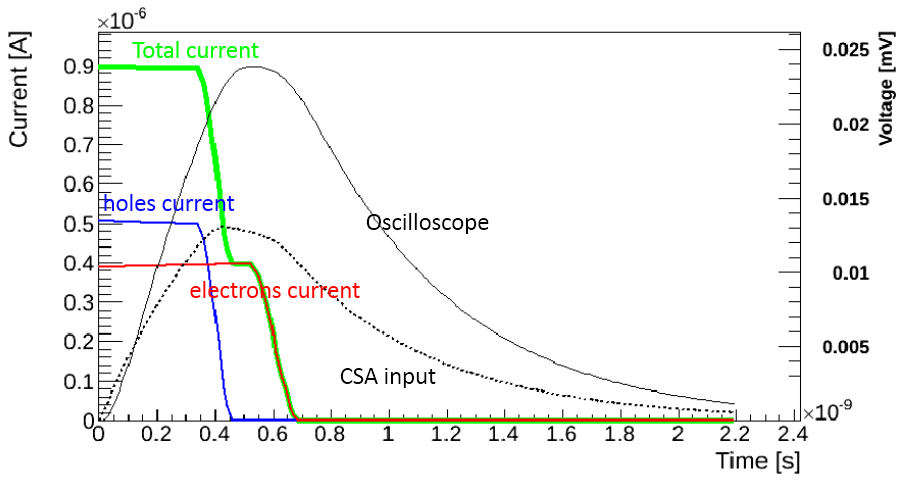 ×10⁻⁶
Current [A]
Voltage [mV]
Total current
0.9
0.8
0.7
0.6
0.5
0.4
0.3
0.2
0.1
0
0.025
0.02
0.015
0.01
0.005
holes current
Oscilloscope
electrons current
CSA input
0 0.2 0.4 0.6 0.8 1 1.2 1.4 1.6 1.8 2 2.2 2.4
×10⁻⁹
Time [s]